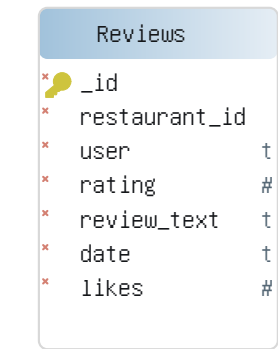 Reviews
_id
restaurant_id
user t
rating #
review_text t
date t
likes #